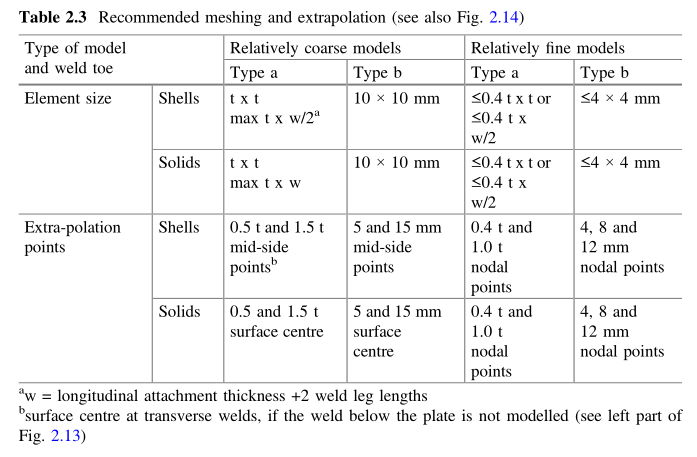 Table 2.3 Recommended meshing and extrapolation (see also Fig. 2.14)
Type of model and weld toe Relatively coarse models Relatively fine models
Type a Type b Type a Type b
Element size Shells t x t 10 × 10 mm ≤0.4 t x t or ≤4 × 4 mm
max t x w/2a ≤0.4 t x
w/2
Solids t x t 10 × 10 mm ≤0.4 t x t or ≤4 × 4 mm
max t x w ≤0.4 t x
w/2
Extra-polation Shells 0.5 t and 1.5 t 5 and 15 mm 0.4 t and 4, 8 and
points mid-side mid-side 1.0 t 12 mm
pointsb points nodal nodal points
points
Solids 0.5 and 1.5 t 5 and 15 mm 0.4 t and 4, 8 and
surface centre surface 1.0 t 12 mm
centre nodal nodal points
points
aw = longitudinal attachment thickness +2 weld leg lengths
bsurface centre at transverse welds, if the weld below the plate is not modelled (see left part of
Fig. 2.13)